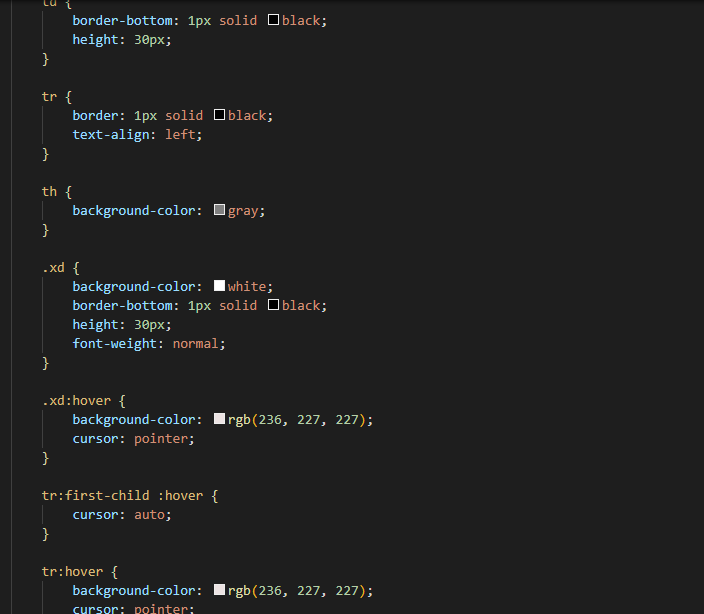 td {
border-bottom: 1px solid black;
height: 30px;
}
tr {
border: 1px solid black;
text-align: left;
}
th {
background-color: gray;
}
.xd {
background-color: white;
border-bottom: 1px solid black;
height: 30px;
font-weight: normal;
}
.xd:hover {
background-color: rgb(236, 227, 227);
cursor: pointer;
}
tr:first-child :hover {
cursor: auto;
}
tr:hover {
background-color: rgb(236, 227, 227);
cursor: pointer;